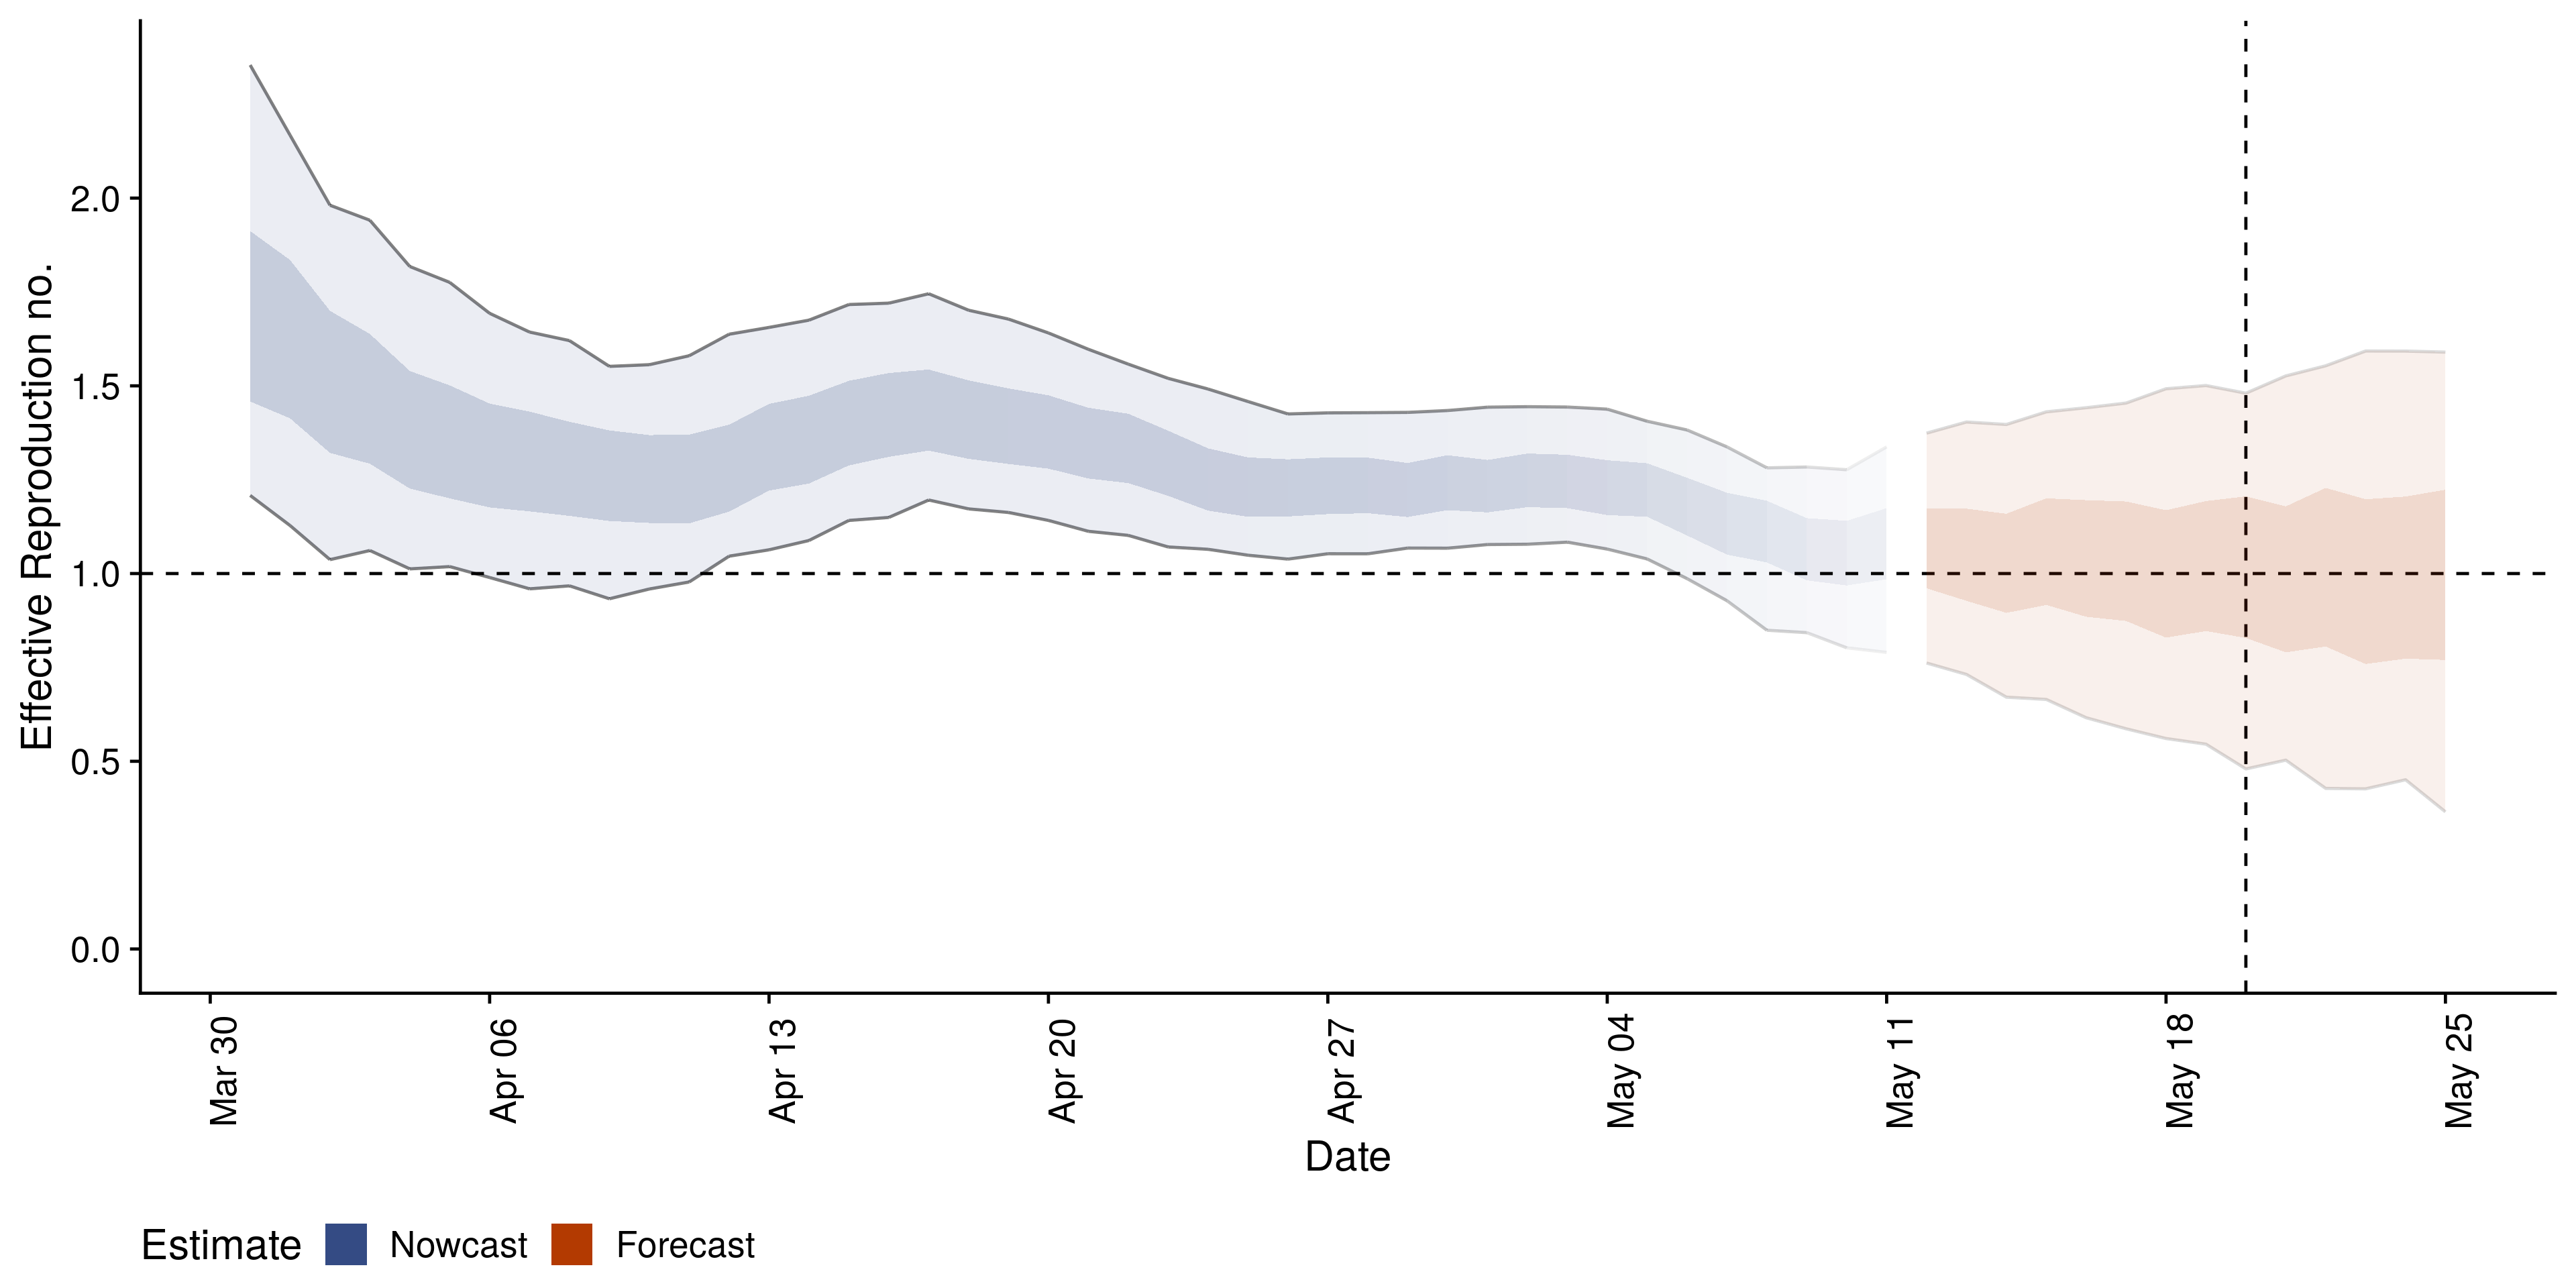 Effective Reproduction no.
2.0
1.5
1.0
0.5
0.0
Mar 30
Apr 06
Apr 13
Apr 20
Apr 27
May 04
May 11
May 18
May 25
Date
Estimate Nowcast Forecast